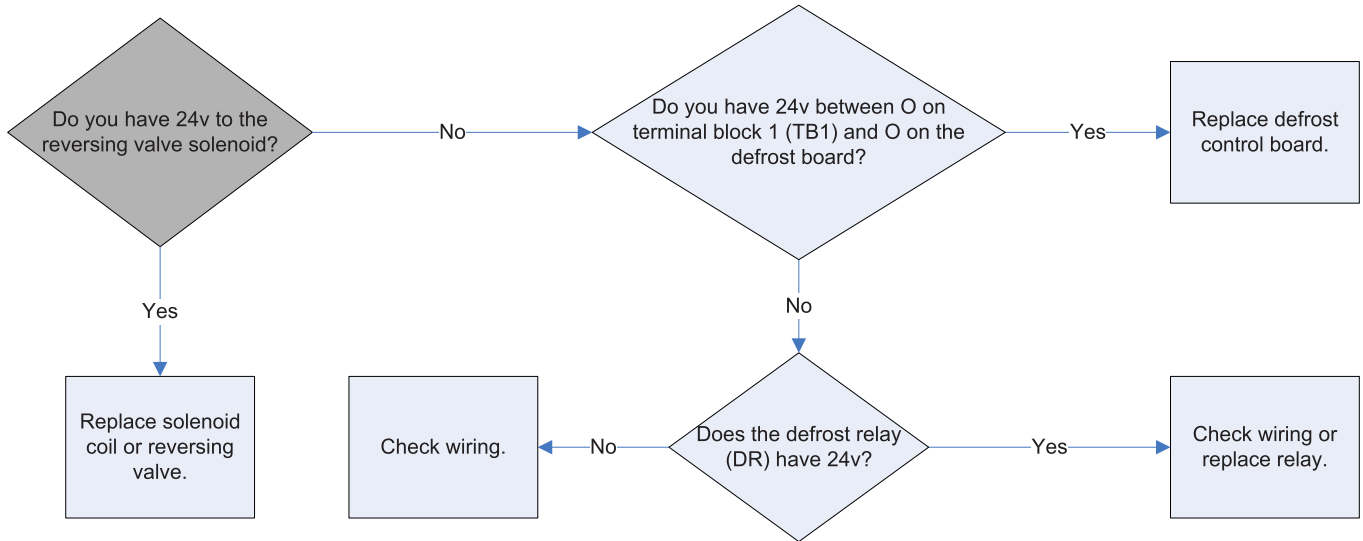 Do you have 24v to the
reversing valve solenoid?
No
Do you have 24v between O on
terminal block 1 (TB1) and O on the
defrost board?
Yes
Replace defrost
control board.
Yes
No
Replace solenoid
coil or reversing
valve.
Check wiring.
No
Does the defrost relay
(DR) have 24v?
Yes
Check wiring or
replace relay.